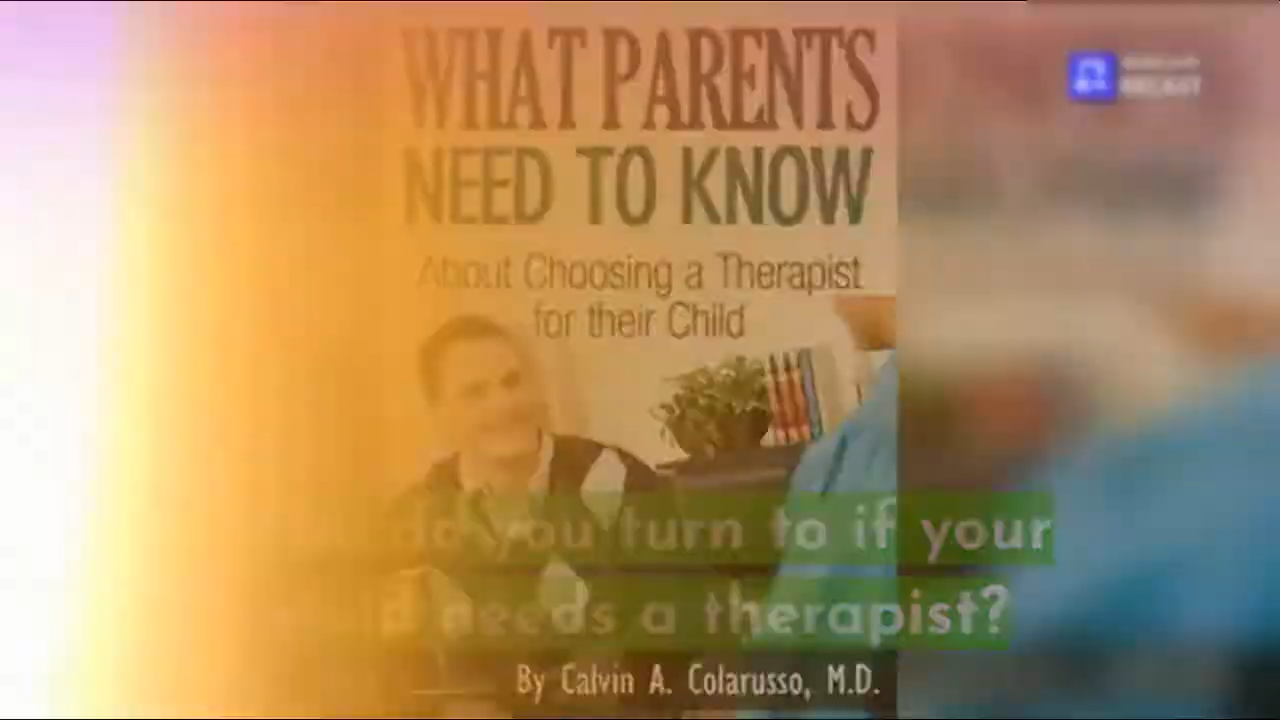 WHAT PARENTS
NEED TO KNOW
About Choosing a Therapist
for their Child
do you turn to if your
needs a therapist?
By Calvin A. Colarusso, M.D.